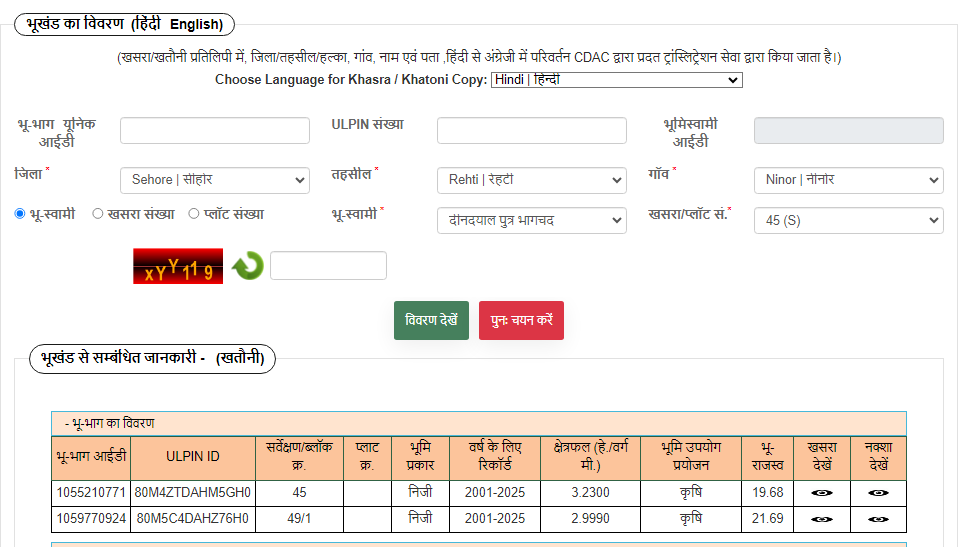 भूखंड का विवरण (हिंदी English)
(खसरा/खतौनी प्रतिलिपी में, जिला/तहसील/हल्का, गांव, नाम एवं पता ,हिंदी से अंग्रेजी में परिवर्तन CDAC द्वारा प्रदत ट्रांस्लिट्रेशन सेवा द्वारा किया जाता है।)
Choose Language for Khasra / Khatoni Copy: Hindi | हिन्दी
भू-भाग यूनिक आईडी ULPIN संख्या भूमिस्वामी आईडी
जिला * Sehore | सीहोर तहसील * Rehti | रेहटी गाँव * Ninor | नीनोर
भू-स्वामी खसरा संख्या प्लॉट संख्या भू-स्वामी * दीनदयाल पुत्र भागचद खसरा/प्लॉट सं.* 45 (S)
xYY119
विवरण देखें पुनः चयन करें
भूखंड से सम्बंधित जानकारी - (खतौनी)
- भू-भाग का विवरण
भू-भाग आईडी ULPIN ID सर्वेक्षण/ब्लॉक क्र. प्लाट क्र. भूमि प्रकार वर्ष के लिए रिकॉर्ड क्षेत्रफल (हे./वर्ग मी.) भूमि उपयोग प्रयोजन भू-राजस्व खसरा देखें नक्शा देखें
1055210771 80M4ZTDAHM5GH0 45 निजी 2001-2025 3.2300 कृषि 19.68
1059770924 80M5C4DAHZ76H0 49/1 निजी 2001-2025 2.9990 कृषि 21.69